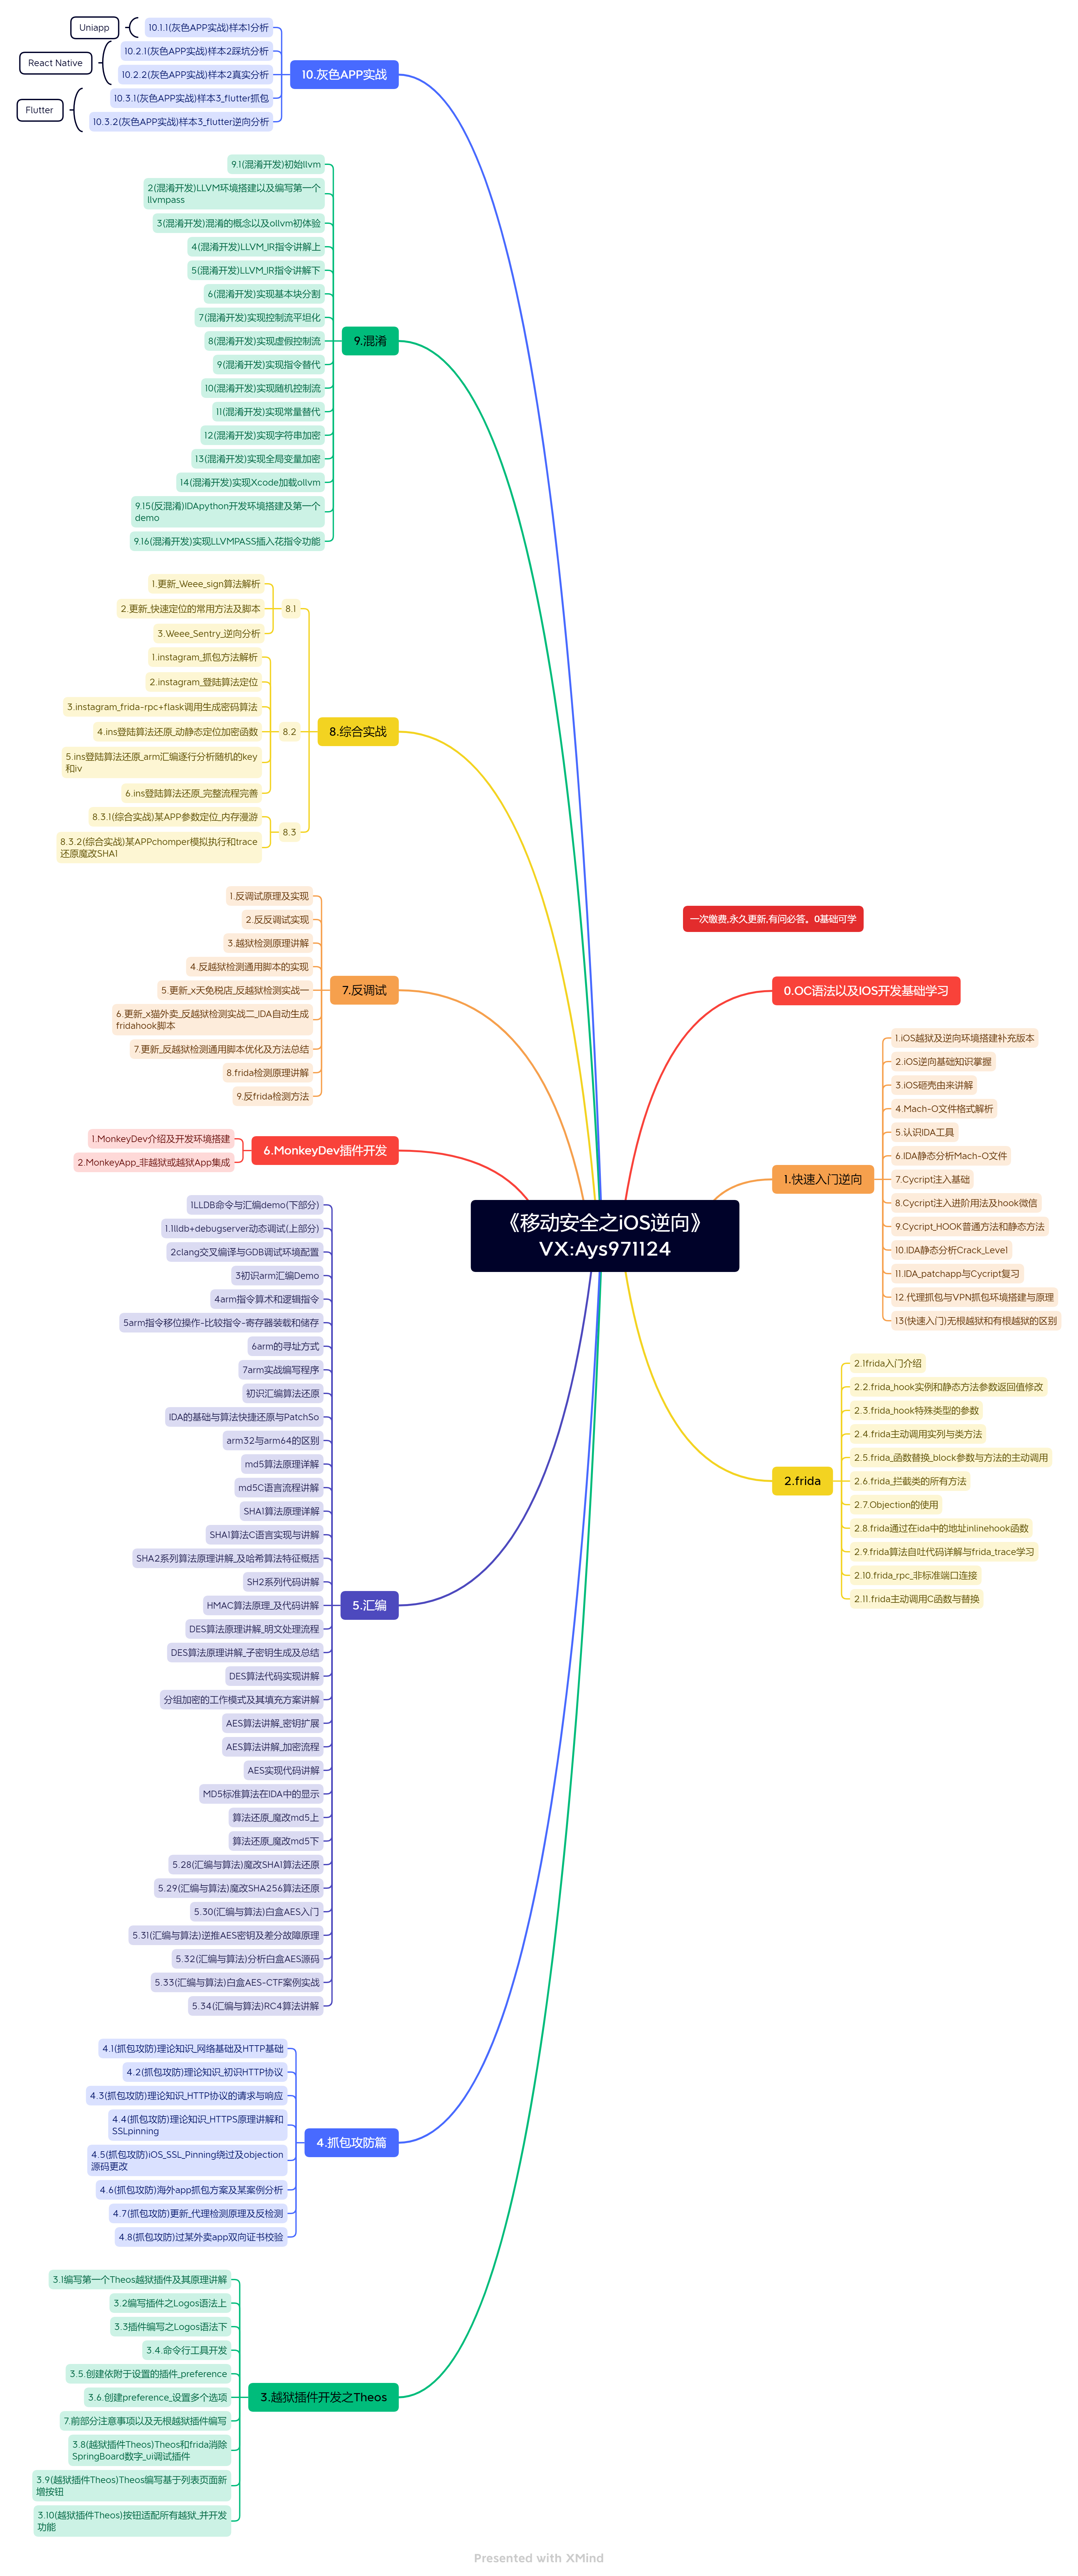 《移动安全之iOS逆向》
VX:Ays971124
一次缴费,永久更新,有问必答。0基础可学
0.OC语法以及IOS开发基础学习
1.快速入门逆向
1.iOS越狱及逆向环境搭建补充版本
2.iOS逆向基础知识掌握
3.iOS砸壳由来讲解
4.Mach-O文件格式解析
5.认识IDA工具
6.IDA静态分析Mach-O文件
7.Cycript注入基础
8.Cycript注入进阶用法及hook微信
9.Cycript_HOOK普通方法和静态方法
10.IDA静态分析Crack_Level
11.IDA_patchapp与Cycript复习
12.代理抓包与VPN抓包环境搭建与原理
13(快速入门)无根越狱和有根越狱的区别
2.frida
2.1frida入门介绍
2.2.frida_hook实例和静态方法参数返回值修改
2.3.frida_hook特殊类型的参数
2.4.frida主动调用实列与类方法
2.5.frida_函数替换_block参数与方法的主动调用
2.6.frida_拦截类的所有方法
2.7.Objection的使用
2.8.frida通过在ida中的地址inlinehook函数
2.9.frida算法自吐代码详解与frida_trace学习
2.10.frida_rpc_非标准端口连接
2.11.frida主动调用C函数与替换
3.越狱插件开发之Theos
3.1编写第一个Theos越狱插件及其原理讲解
3.2编写插件之Logos语法上
3.3插件编写之Logos语法下
3.4.命令行工具开发
3.5.创建依附于设置的插件_preference
3.6.创建preference_设置多个选项
7.前部分注意事项以及无根越狱插件编写
3.8(越狱插件Theos)Theos和frida消除
SpringBoard数字_ui调试插件
3.9(越狱插件Theos)Theos编写基于列表页面新
增按钮
3.10(越狱插件Theos)按钮适配所有越狱_并开发
功能
4.抓包攻防篇
4.1(抓包攻防)理论知识_网络基础及HTTP基础
4.2(抓包攻防)理论知识_初识HTTP协议
4.3(抓包攻防)理论知识_HTTP协议的请求与响应
4.4(抓包攻防)理论知识_HTTPS原理讲解和
SSLpinning
4.5(抓包攻防)iOS_SSL_Pinning绕过及objection
源码更改
4.6(抓包攻防)海外app抓包方案及某案例分析
4.7(抓包攻防)更新_代理检测原理及反检测
4.8(抓包攻防)过某外卖app双向证书校验
5.汇编
1LLDB命令与汇编demo(下部分)
1.1lldb+debugserver动态调试(上部分)
2clang交叉编译与GDB调试环境配置
3初识arm汇编Demo
4arm指令算术和逻辑指令
5arm指令移位操作-比较指令-寄存器装载和储存
6arm的寻址方式
7arm实战编写程序
初识汇编算法还原
IDA的基础与算法快捷还原与PatchSo
arm32与arm64的区别
md5算法原理详解
md5C语言流程讲解
SHA1算法原理详解
SHA1算法C语言实现与讲解
SHA2系列算法原理讲解_及哈希算法特征概括
SH2系列代码讲解
HMAC算法原理_及代码讲解
DES算法原理讲解_明文处理流程
DES算法原理讲解_子密钥生成及总结
DES算法代码实现讲解
分组加密的工作模式及其填充方案讲解
AES算法讲解_密钥扩展
AES算法讲解_加密流程
AES实现代码讲解
MD5标准算法在IDA中的显示
算法还原_魔改md5上
算法还原_魔改md5下
5.28(汇编与算法)魔改SHA1算法还原
5.29(汇编与算法)魔改SHA256算法还原
5.30(汇编与算法)白盒AES入门
5.31(汇编与算法)逆推AES密钥及差分故障原理
5.32(汇编与算法)分析白盒AES源码
5.33(汇编与算法)白盒AES-CTF案例实战
5.34(汇编与算法)RC4算法讲解
6.MonkeyDev插件开发
1.MonkeyDev介绍及开发环境搭建
2.MonkeyApp_非越狱或越狱App集成
7.反调试
1.反调试原理及实现
2.反反调试实现
3.越狱检测原理讲解
4.反越狱检测通用脚本的实现
5.更新_x天免税店_反越狱检测实战一
6.更新_x猫外卖_反越狱检测实战二_IDA自动生成
fridahook脚本
7.更新_反越狱检测通用脚本优化及方法总结
8.frida检测原理讲解
9.反frida检测方法
8.综合实战
8.1
1.更新_Weee_sign算法解析
2.更新_快速定位的常用方法及脚本
3.Weee_Sentry_逆向分析
8.2
1.instagram_抓包方法解析
2.instagram_登陆算法定位
3.instagram_frida-rpc+flask调用生成密码算法
4.ins登陆算法还原_动静态定位加密函数
5.ins登陆算法还原_arm汇编逐行分析随机的key
和iv
6.ins登陆算法还原_完整流程完善
8.3
8.3.1(综合实战)某APP参数定位_内存漫游
8.3.2(综合实战)某APPchomper模拟执行和trace
还原魔改SHA1
9.混淆
9.1(混淆开发)初始llvm
2(混淆开发)LLVM环境搭建以及编写第一个
llvmpass
3(混淆开发)混淆的概念以及ollvm初体验
4(混淆开发)LLVM_IR指令讲解上
5(混淆开发)LLVM_IR指令讲解下
6(混淆开发)实现基本块分割
7(混淆开发)实现控制流平坦化
8(混淆开发)实现虚假控制流
9(混淆开发)实现指令替代
10(混淆开发)实现随机控制流
11(混淆开发)实现常量替代
12(混淆开发)实现字符串加密
13(混淆开发)实现全局变量加密
14(混淆开发)实现Xcode加载ollvm
9.15(反混淆)IDApython开发环境搭建及第一个
demo
9.16(混淆开发)实现LLVMPASS插入花指令功能
10.灰色APP实战
Uniapp
10.1.1(灰色APP实战)样本1分析
React Native
10.2.1(灰色APP实战)样本2踩坑分析
10.2.2(灰色APP实战)样本2真实分析
Flutter
10.3.1(灰色APP实战)样本3_flutter抓包
10.3.2(灰色APP实战)样本3_flutter逆向分析
Presented with XMind